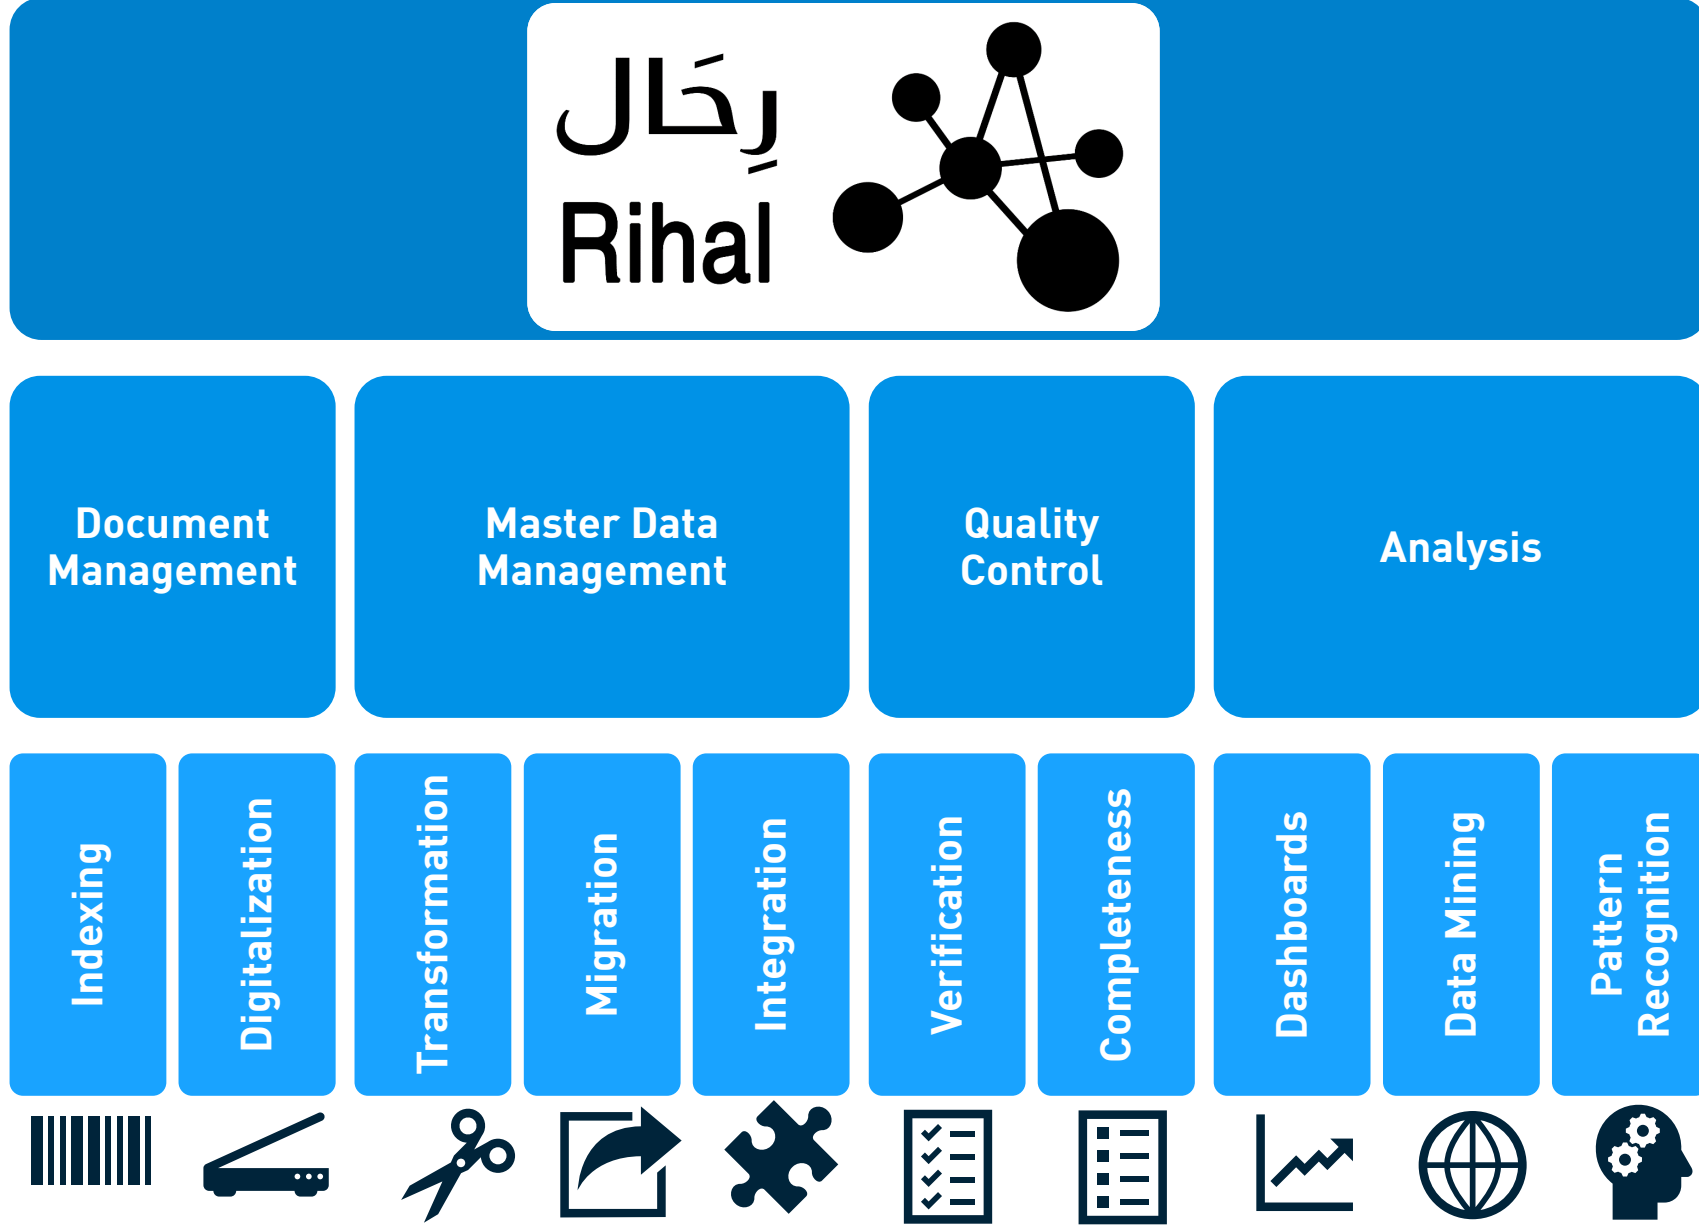 رِحَال
Rihal
Document
Management
Master Data
Management
Quality
Control
Analysis
Indexing
Digitalization
Transformation
Migration
Integration
Verification
Completeness
Dashboards
Data Mining
Pattern
Recognition